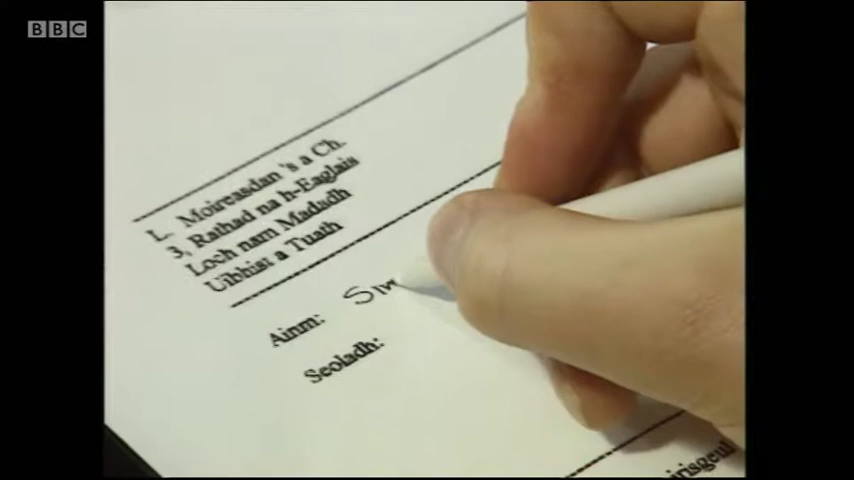 BBC
L. Moireasdan 's a Ch.
3, Rathad na h-Eaglais
Loch nam Madadh
Uibhist a Tuath
Ainm:
Seoladh: